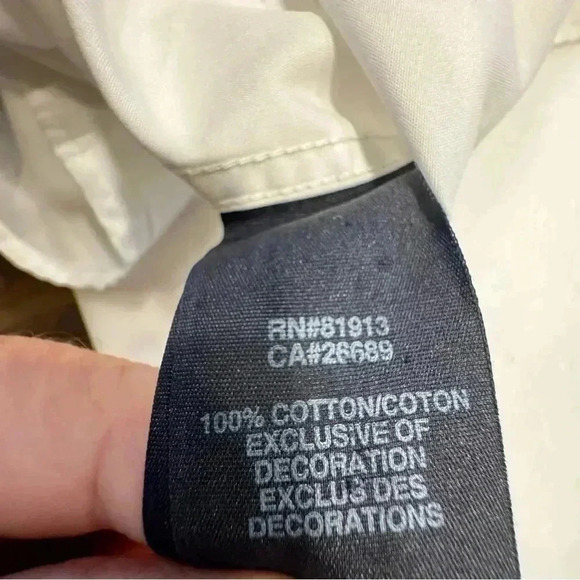 RN#81913
CA#26689
100% COTTON/COTON
EXCLUSIVE OF
DECORATION
EXCLUS DES
DECORATIONS